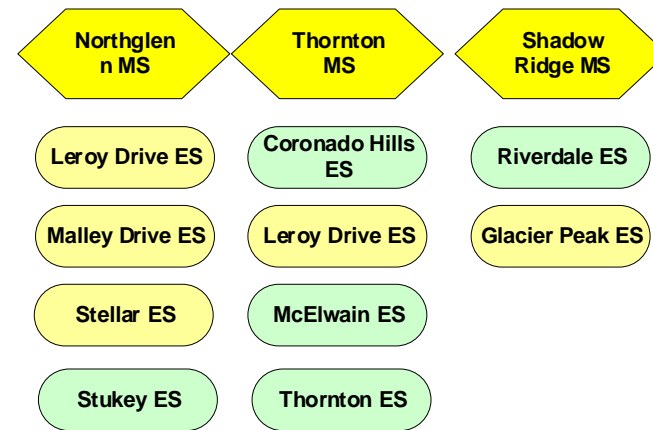 Northglen
n MS
Thornton
MS
Shadow
Ridge MS
Leroy Drive ES
Coronado Hills
ES
Riverdale ES
Malley Drive ES
Leroy Drive ES
Glacier Peak ES
Stellar ES
McElwain ES
Stukey ES
Thornton ES